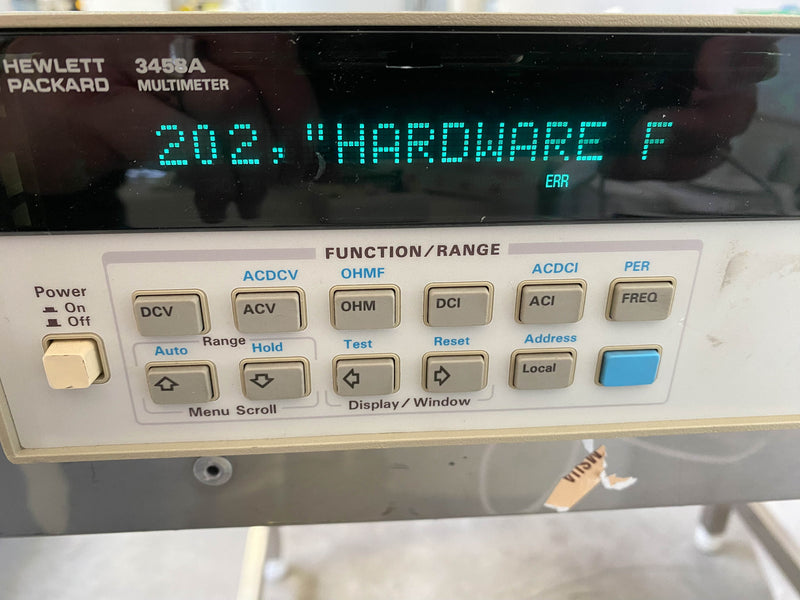 HEWLETT 3458A
PACKARD MULTIMETER
202, "HARDWARE F
ERR
FUNCTION/RANGE
ACDCV OHMF ACDCI PER
Power
On
Off
DCV ACV OHM DCI ACI FREQ
Range
Auto Hold Test Reset Address
Local
Menu Scroll Display/Window